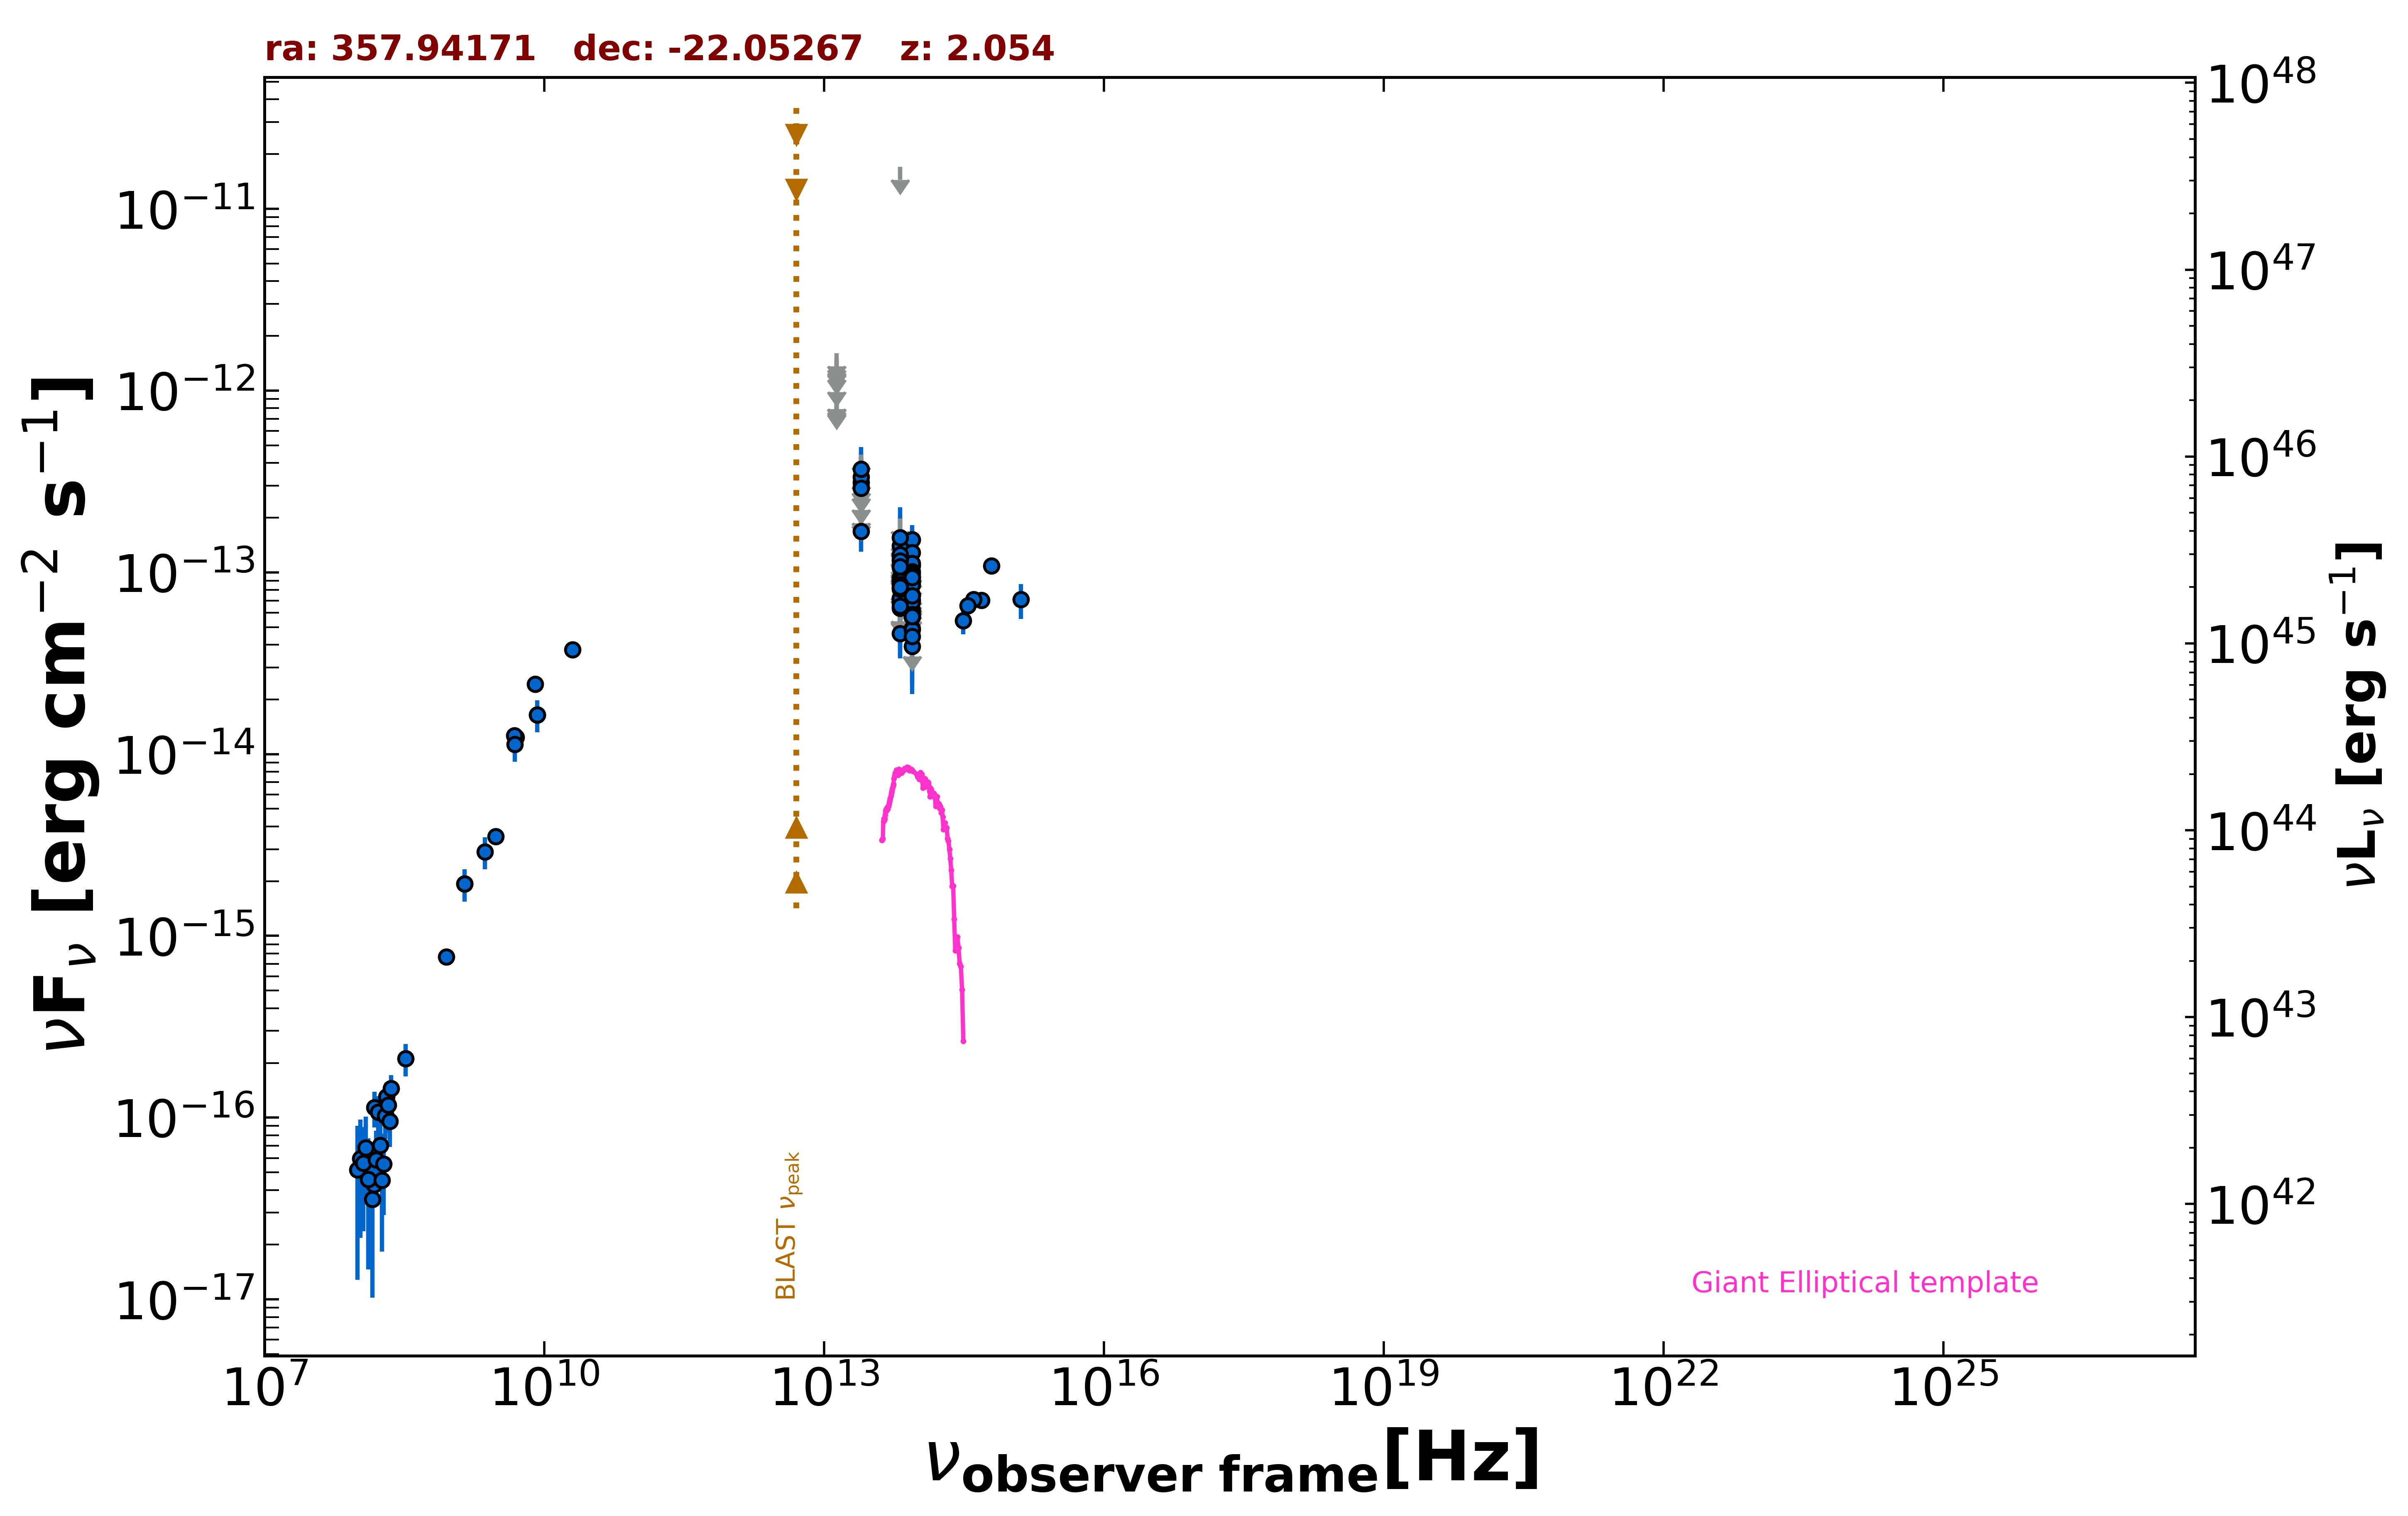 ra: 357.94171   dec: -22.05267   z: 2.054
10^48
10^−11
10^47
10^−12
10^46
10^−13
10^45
10^−14
10^44
10^−15
10^43
10^−16
10^42
10^−17
νF_ν [erg cm^−2 s^−1]
νL_ν [erg s^−1]
BLAST ν_peak
Giant Elliptical template
10^7 10^10 10^13 10^16 10^19 10^22 10^25
ν_observer frame [Hz]